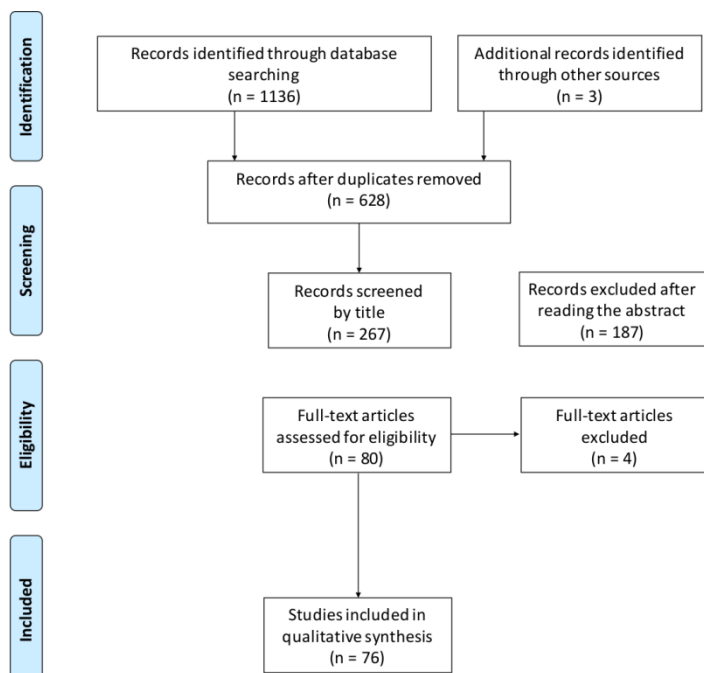 Identification
Records identified through database
searching
(n = 1136)
Additional records identified
through other sources
(n = 3)
Screening
Records after duplicates removed
(n = 628)
Records screened
by title
(n = 267)
Records excluded after
reading the abstract
(n = 187)
Eligibility
Full-text articles
assessed for eligibility
(n = 80)
Full-text articles
excluded
(n = 4)
Included
Studies included in
qualitative synthesis
(n = 76)